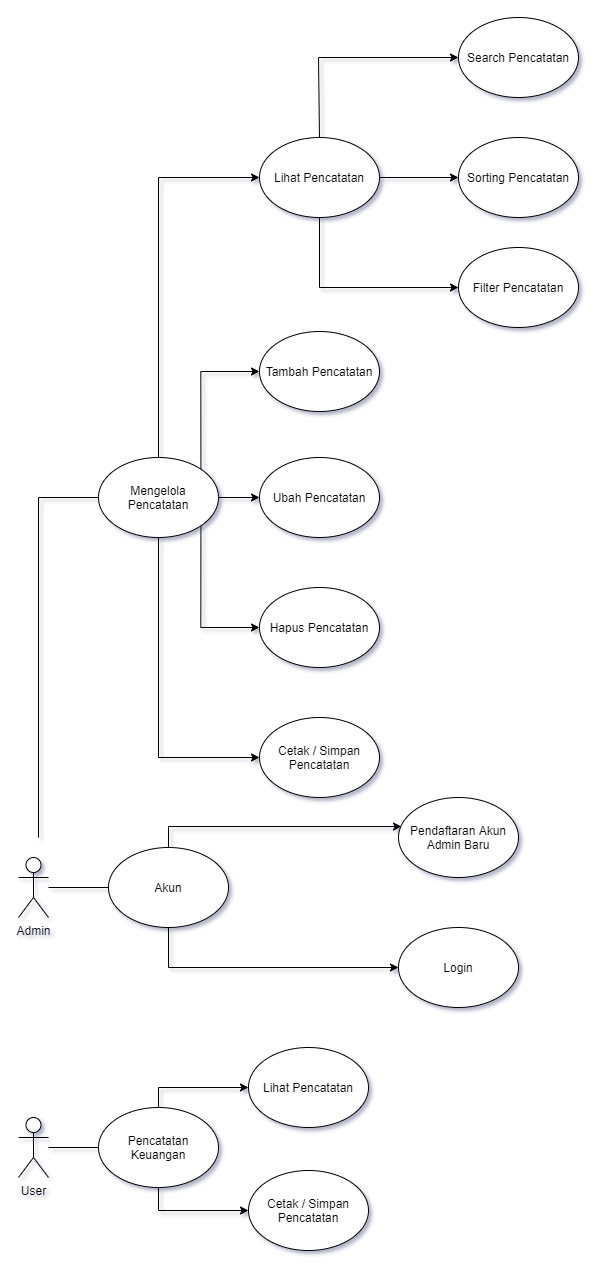 Search Pencatatan
Lihat Pencatatan
Sorting Pencatatan
Filter Pencatatan
Tambah Pencatatan
Mengelola
Pencatatan
Ubah Pencatatan
Hapus Pencatatan
Cetak / Simpan
Pencatatan
Pendaftaran Akun
Admin Baru
Akun
Admin
Login
Lihat Pencatatan
Pencatatan
Keuangan
User
Cetak / Simpan
Pencatatan